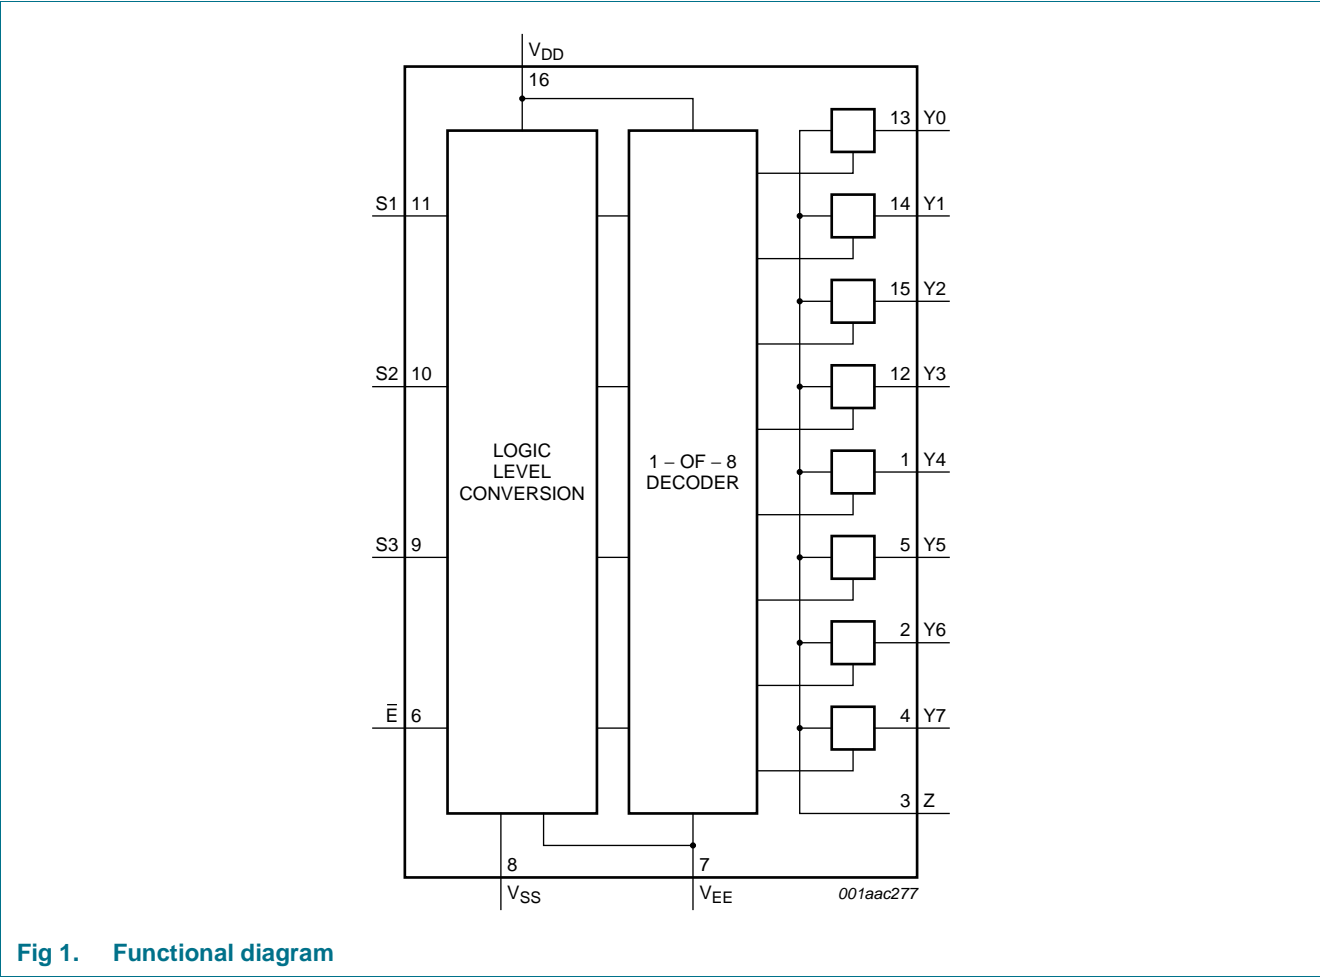 VDD
16
13 Y0
S1 11
14 Y1
15 Y2
S2 10
12 Y3
LOGIC
LEVEL
CONVERSION
1 – OF – 8
DECODER
1 Y4
S3 9
5 Y5
2 Y6
E̅ 6
4 Y7
3 Z
8
7
VSS
VEE
001aac277
Fig 1. Functional diagram